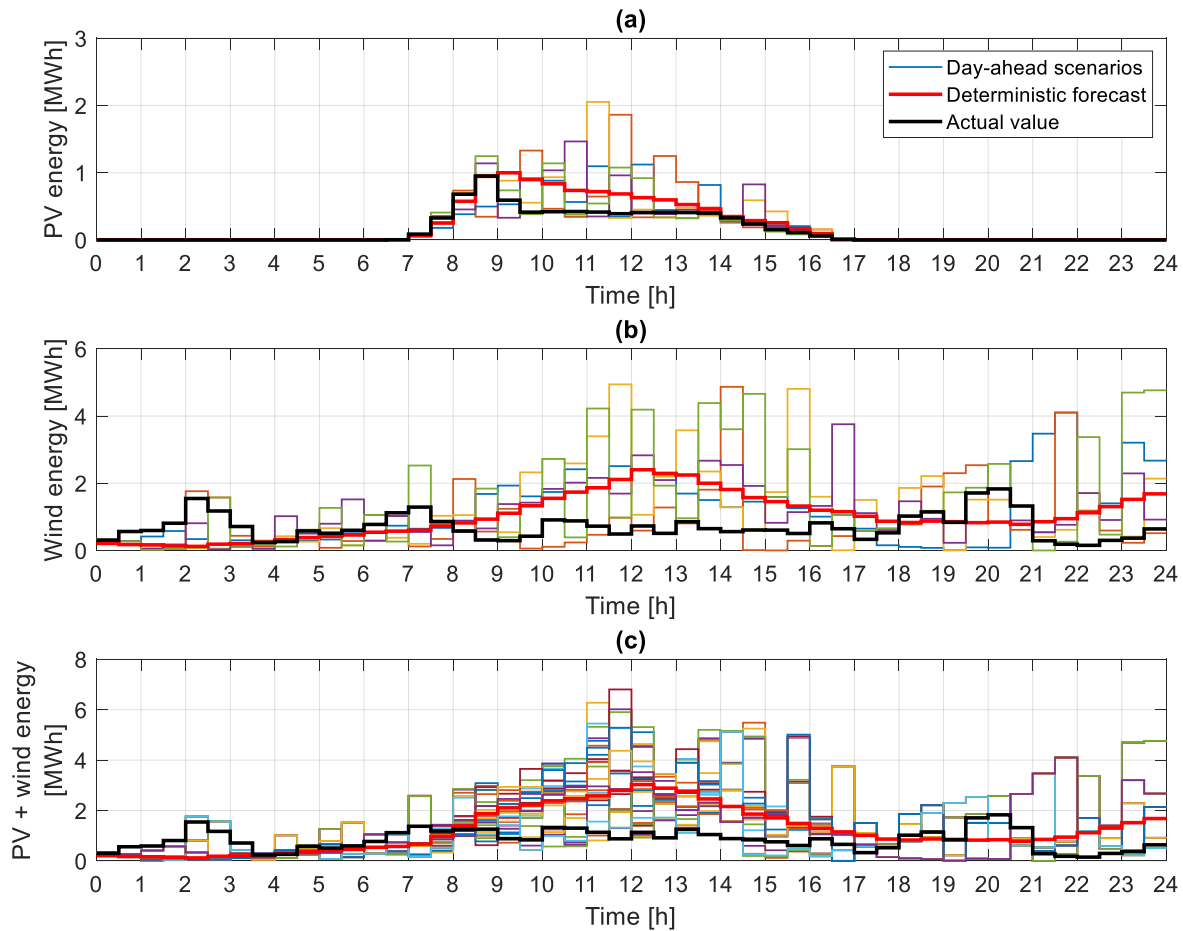 (a)
PV energy [MWh]
3
2
1
0
Day-ahead scenarios
Deterministic forecast
Actual value
0 1 2 3 4 5 6 7 8 9 10 11 12 13 14 15 16 17 18 19 20 21 22 23 24
Time [h]
(b)
Wind energy [MWh]
6
4
2
0
0 1 2 3 4 5 6 7 8 9 10 11 12 13 14 15 16 17 18 19 20 21 22 23 24
Time [h]
(c)
PV + wind energy
[MWh]
8
6
4
2
0
0 1 2 3 4 5 6 7 8 9 10 11 12 13 14 15 16 17 18 19 20 21 22 23 24
Time [h]